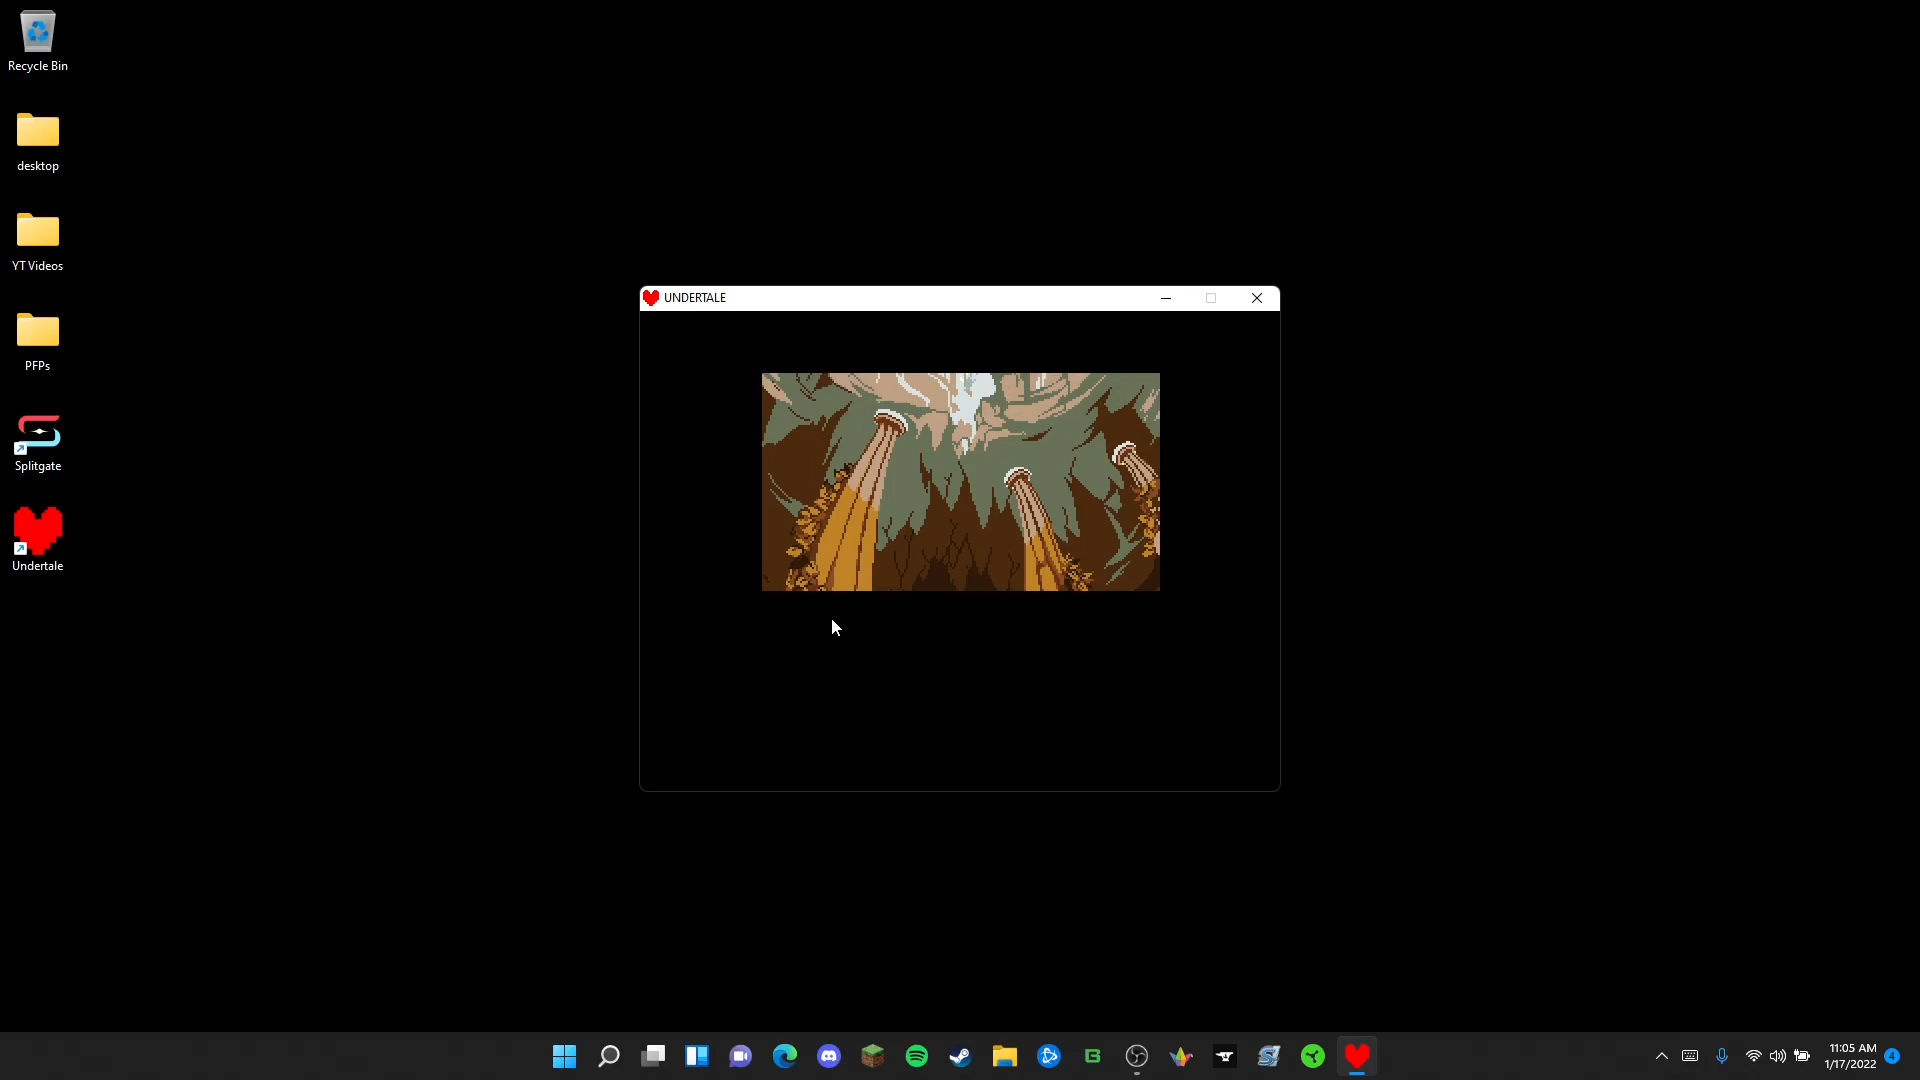 Recycle Bin
desktop
YT Videos
PFPs
Splitgate
Undertale
UNDERTALE
11:05 AM
1/17/2022
4